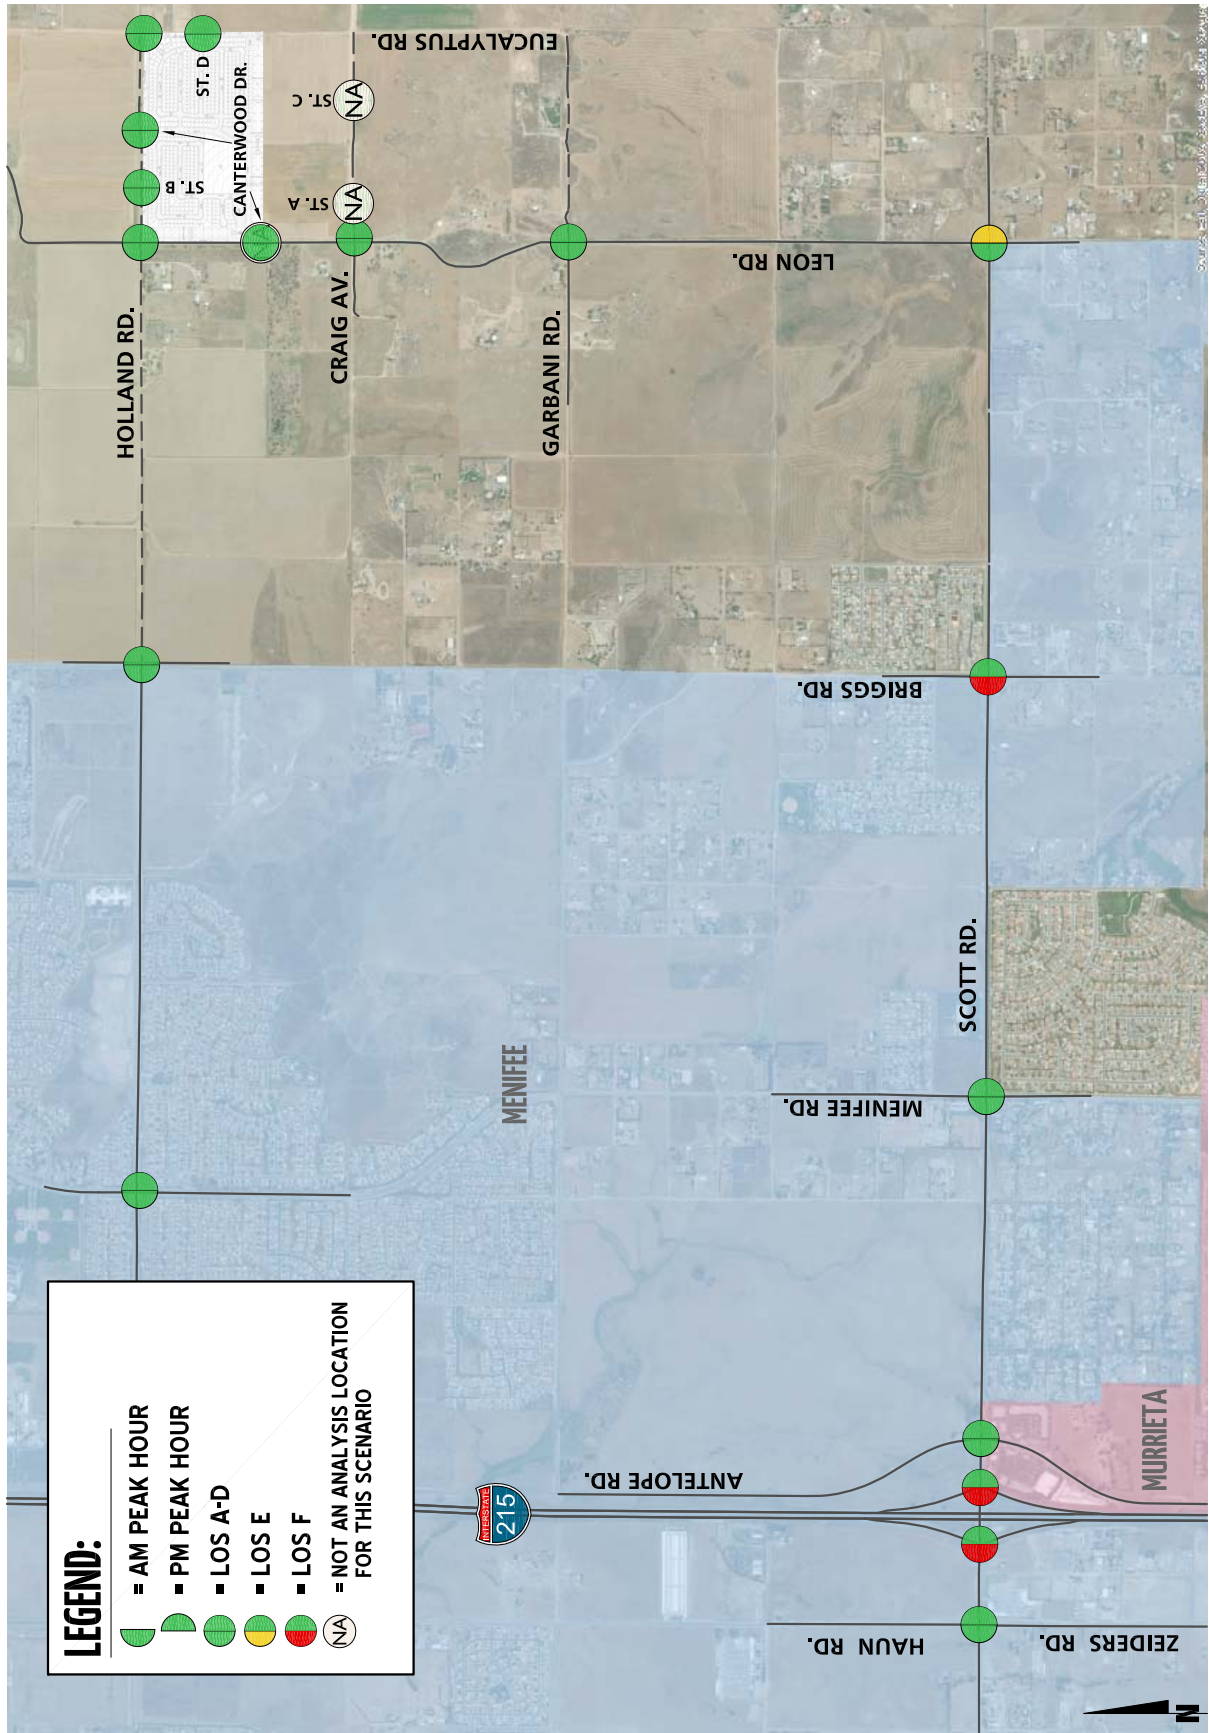 HOLLAND RD.
ST. B
ST. D
CANTERWOOD DR.
NA
EUCALYPTUS RD.
ST. A
NA
ST. C
NA
CRAIG AV.
GARBANI RD.
LEON RD.
BRIGGS RD.
SCOTT RD.
MENIFEE RD.
MENIFEE
MURRIETA
ANTELOPE RD.
INTERSTATE
215
HAUN RD.
ZEIDERS RD.
LEGEND:
= AM PEAK HOUR
= PM PEAK HOUR
= LOS A-D
= LOS E
= LOS F
NA = NOT AN ANALYSIS LOCATION
FOR THIS SCENARIO
N